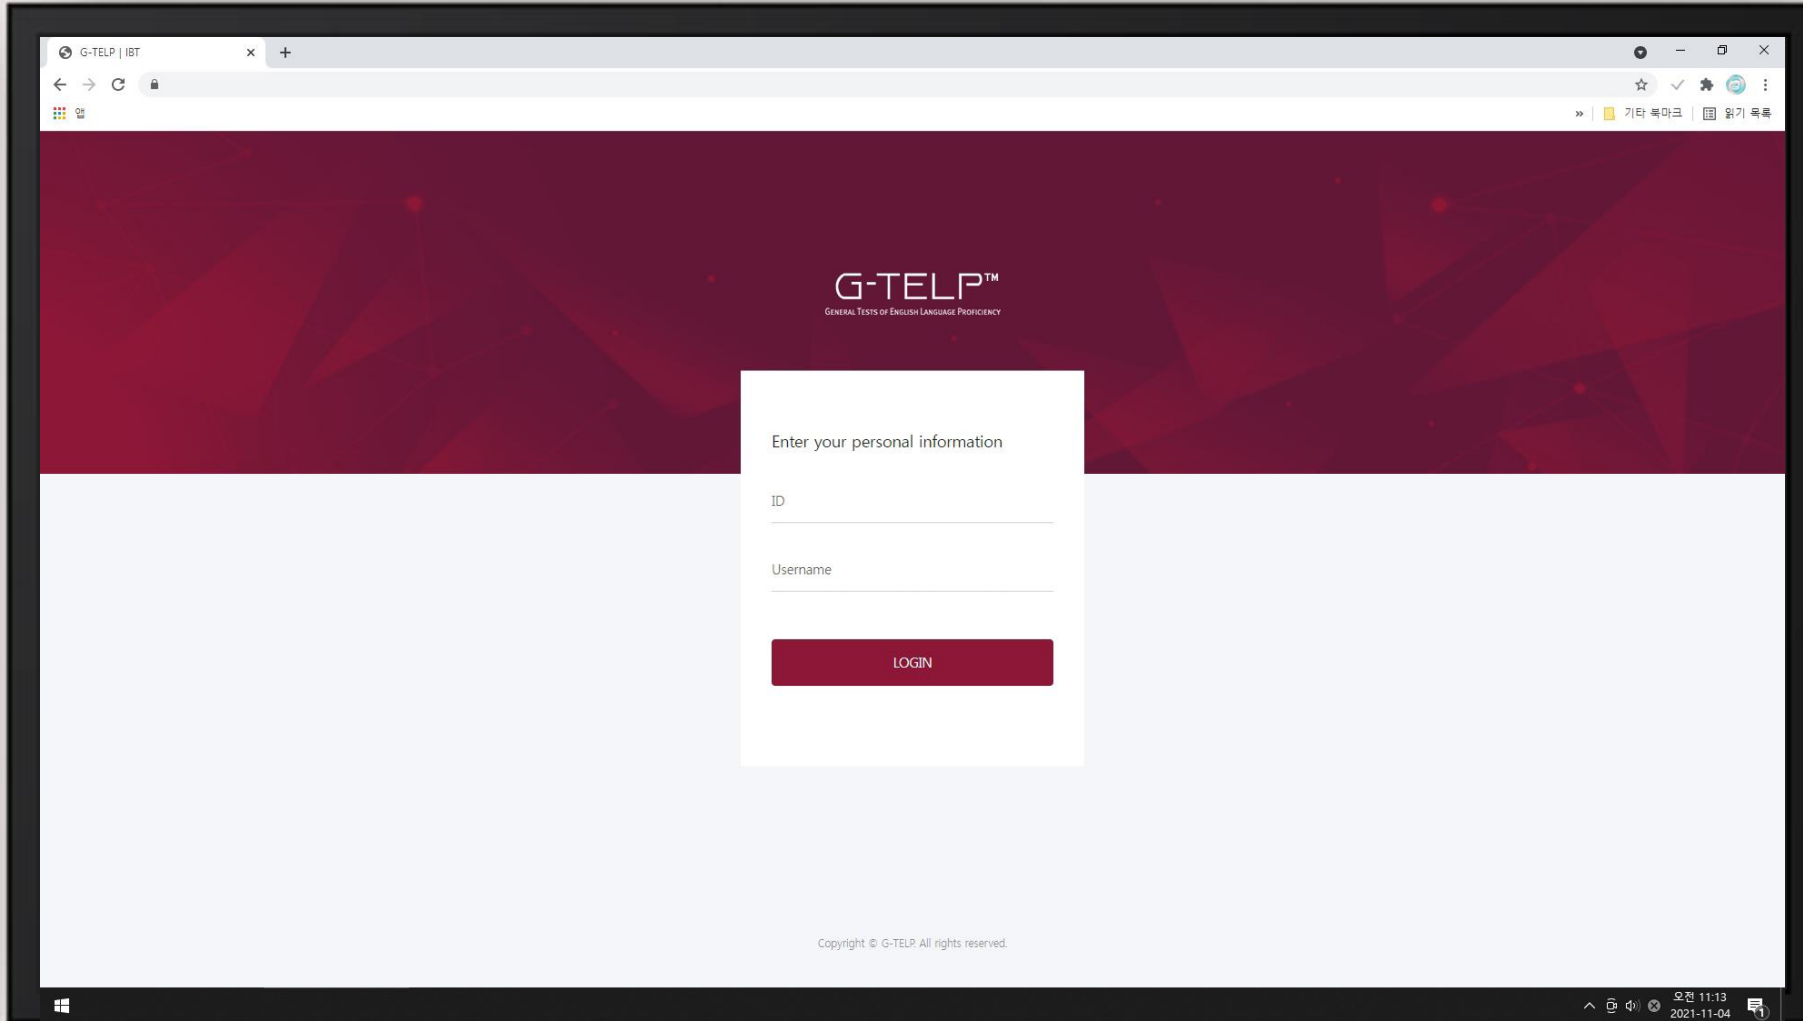 G-TELP | IBT
앱
기타 북마크
읽기 목록
G-TELP™
GENERAL TESTS OF ENGLISH LANGUAGE PROFICIENCY
Enter your personal information
ID
Username
LOGIN
Copyright © G-TELP. All rights reserved.
오전 11:13
2021-11-04
1